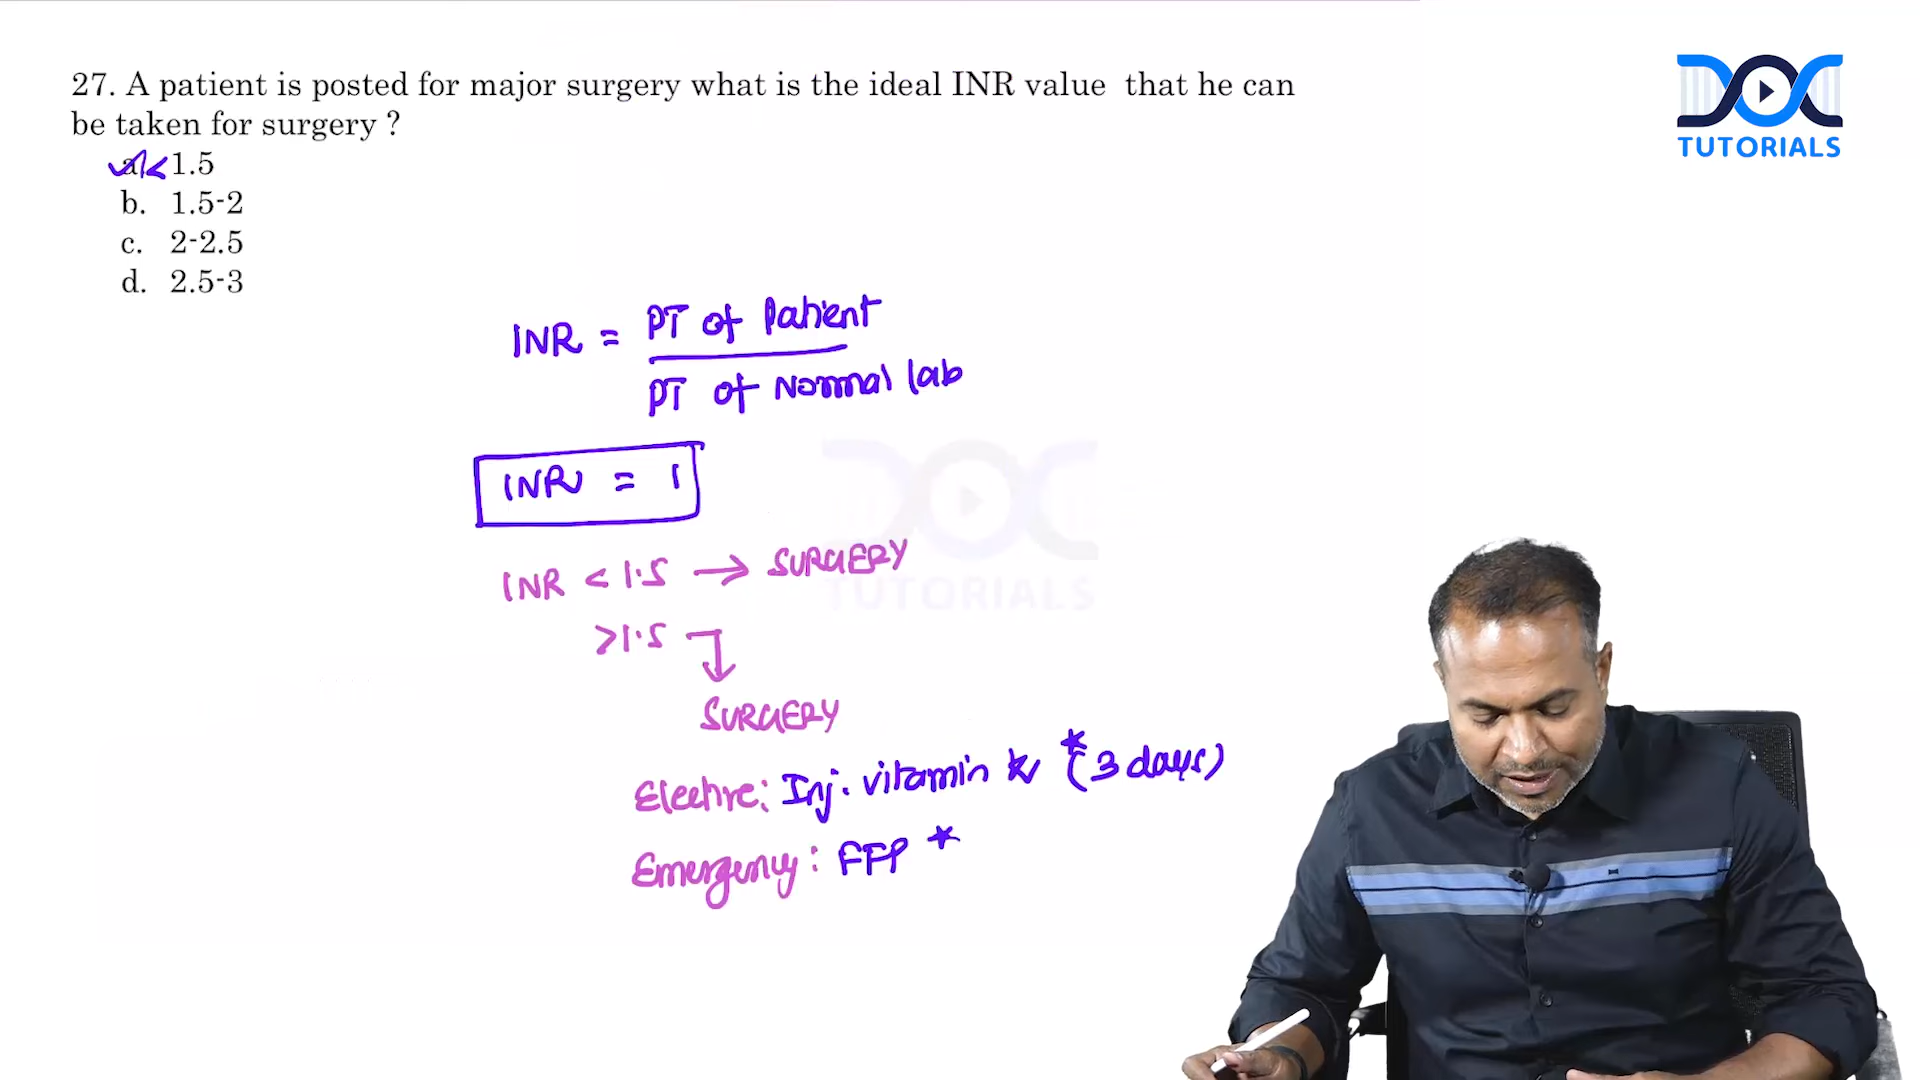 27. A patient is posted for major surgery what is the ideal INR value that he can
be taken for surgery ?
a. < 1.5
b. 1.5-2
c. 2-2.5
d. 2.5-3
DOC
TUTORIALS
INR = PT of Patient
PT of Normal lab
INR = 1
INR < 1.5 → SURGERY
>1.5
SURGERY
Elective: Inj. vitamin K * (3 days)
Emergency: FFP *
TUTORIALS